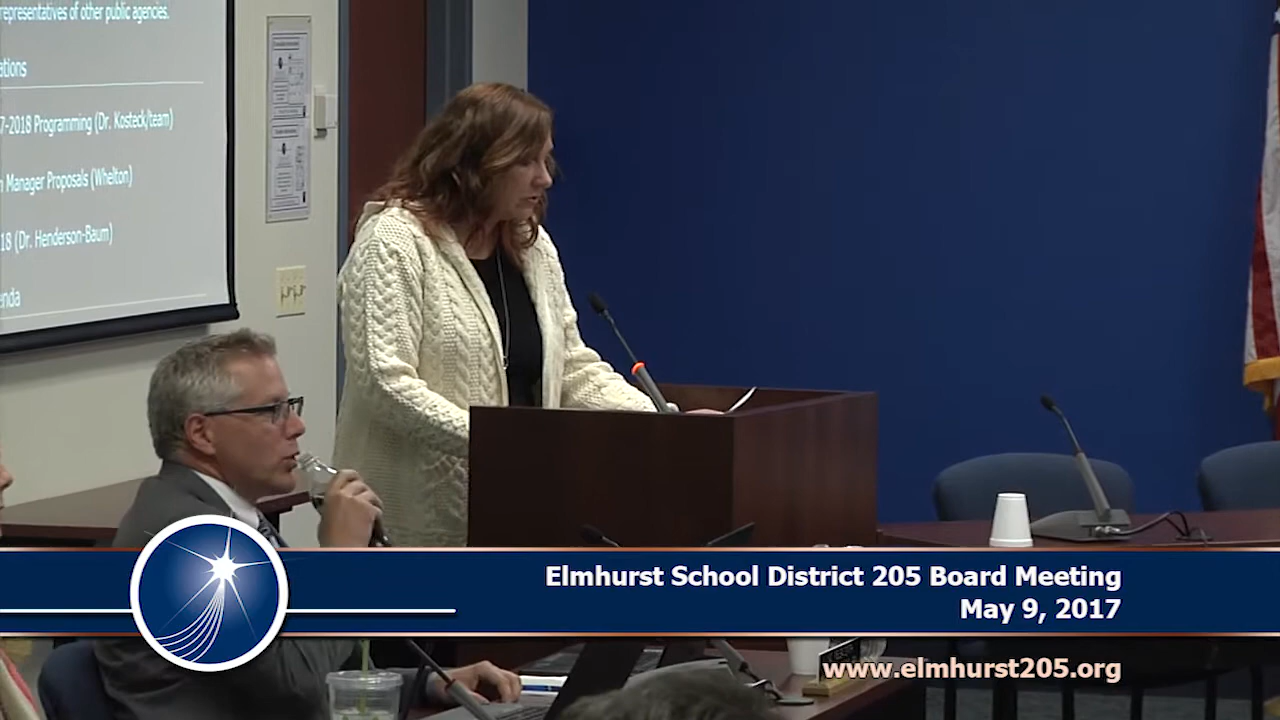 representatives of other public agencies.
ations
7-2018 Programming (Dr. Kosteck/team)
n Manager Proposals (Whelton)
18 (Dr. Henderson-Baum)
nda
Elmhurst School District 205 Board Meeting
May 9, 2017
www.elmhurst205.org